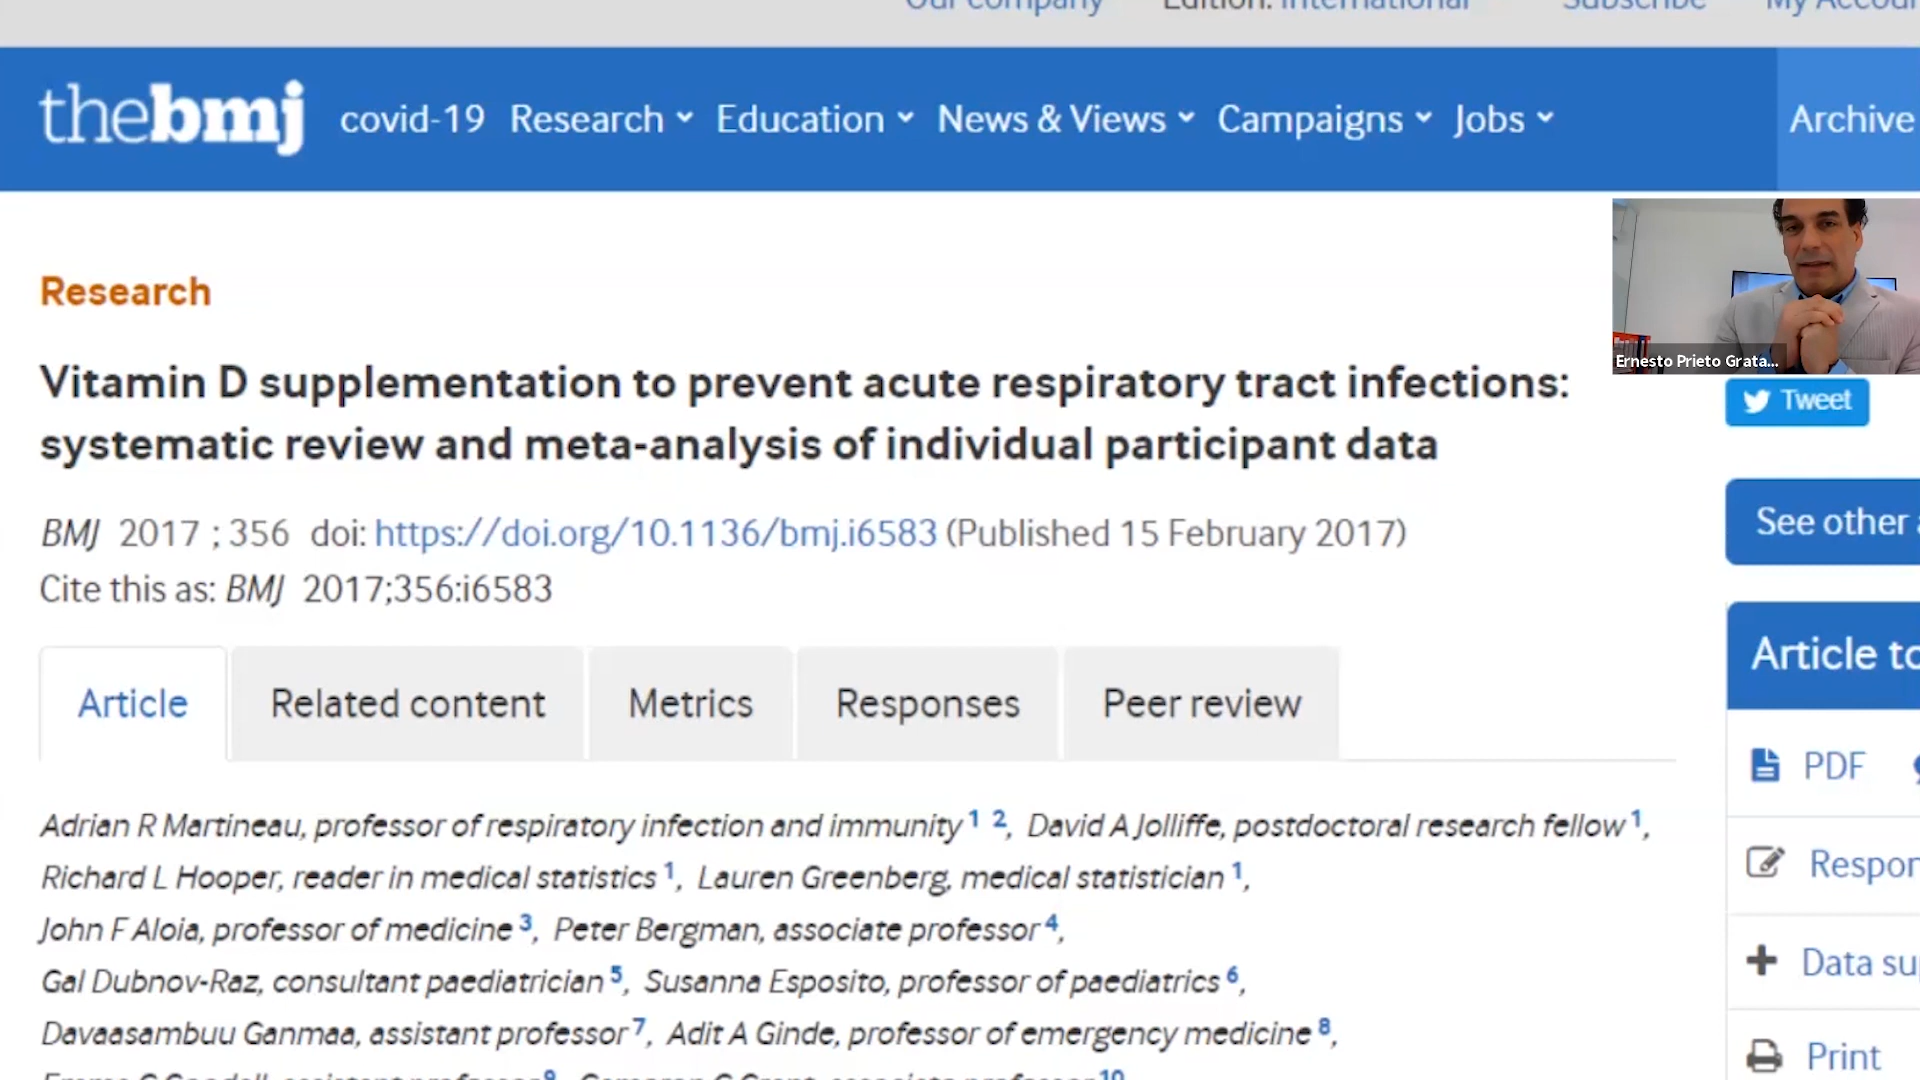 Our company Edition: International Subscribe My Account
thebmj covid-19 Research Education News & Views Campaigns Jobs Archive
Research
Ernesto Prieto Grata...
Vitamin D supplementation to prevent acute respiratory tract infections:
systematic review and meta-analysis of individual participant data
Tweet
BMJ 2017 ; 356 doi: https://doi.org/10.1136/bmj.i6583 (Published 15 February 2017)
See other
Cite this as: BMJ 2017;356:i6583
Article Related content Metrics Responses Peer review
Article to
PDF
Adrian R Martineau, professor of respiratory infection and immunity 1 2, David A Jolliffe, postdoctoral research fellow 1,
Richard L Hooper, reader in medical statistics 1, Lauren Greenberg, medical statistician 1,
Respon
John F Aloia, professor of medicine 3, Peter Bergman, associate professor 4,
Gal Dubnov-Raz, consultant paediatrician 5, Susanna Esposito, professor of paediatrics 6,
Data su
Davaasambuu Ganmaa, assistant professor 7, Adit A Ginde, professor of emergency medicine 8,
Print